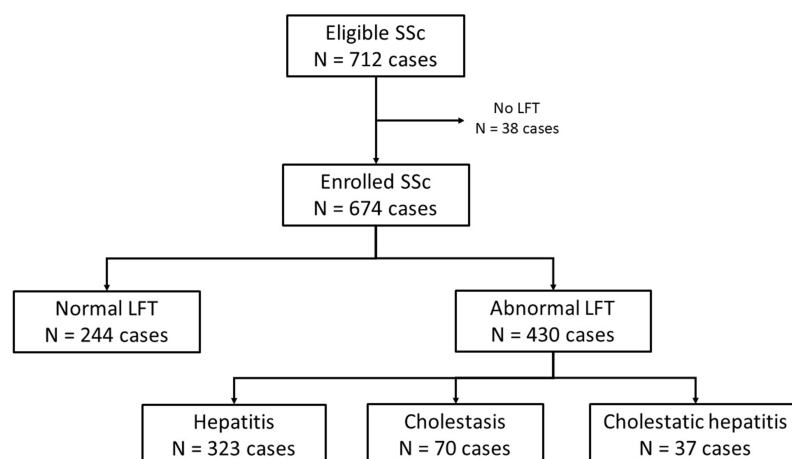 Eligible SSc
N = 712 cases
No LFT
N = 38 cases
Enrolled SSc
N = 674 cases
Normal LFT
N = 244 cases
Abnormal LFT
N = 430 cases
Hepatitis
N = 323 cases
Cholestasis
N = 70 cases
Cholestatic hepatitis
N = 37 cases